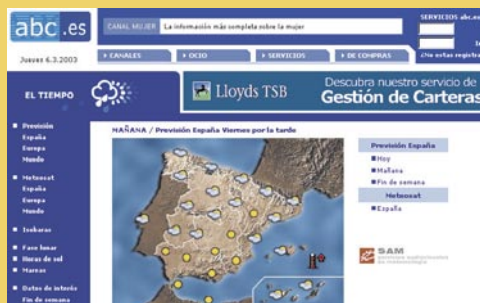 abc.es
CANAL MUJER La información más completa sobre la mujer
SERVICIOS abc.es
Jueves 6.3.2003
CANALES OCIO SERVICIOS DE COMPRAS
¿No estas registra
EL TIEMPO
Lloyds TSB
Descubra nuestro servicio de
Gestión de Carteras
Previsión
España
Europa
Mundo
Meteosat
España
Europa
Mundo
Isobaras
Fase lunar
Horas de sol
Mareas
Datos de interés
Fin de semana
MAÑANA / Previsión España Viernes por la tarde
Previsión España
Hoy
Mañana
Fin de semana
Meteosat
España
SAM